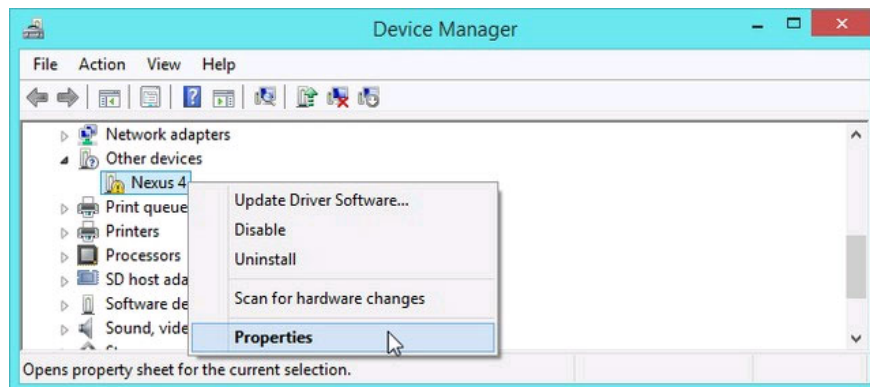 Device Manager
File Action View Help
Network adapters
Other devices
Nexus 4
Update Driver Software...
Print queue
Disable
Printers
Processors
Uninstall
SD host ada
Scan for hardware changes
Software de
Sound, vide
Properties
Opens property sheet for the current selection.